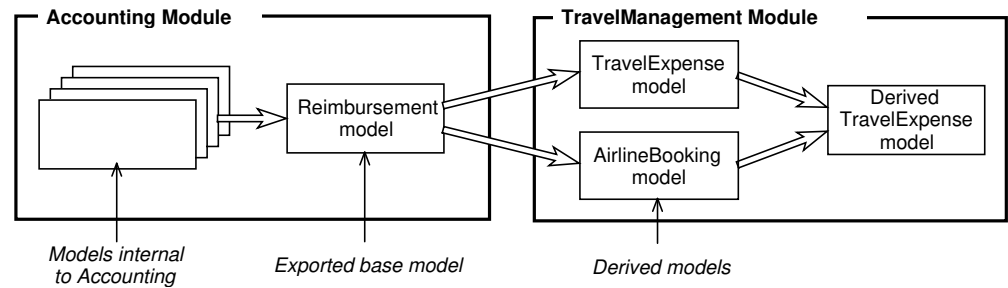 Accounting Module
TravelManagement Module
Reimbursement
model
TravelExpense
model
AirlineBooking
model
Derived
TravelExpense
model
Models internal
to Accounting
Exported base model
Derived models